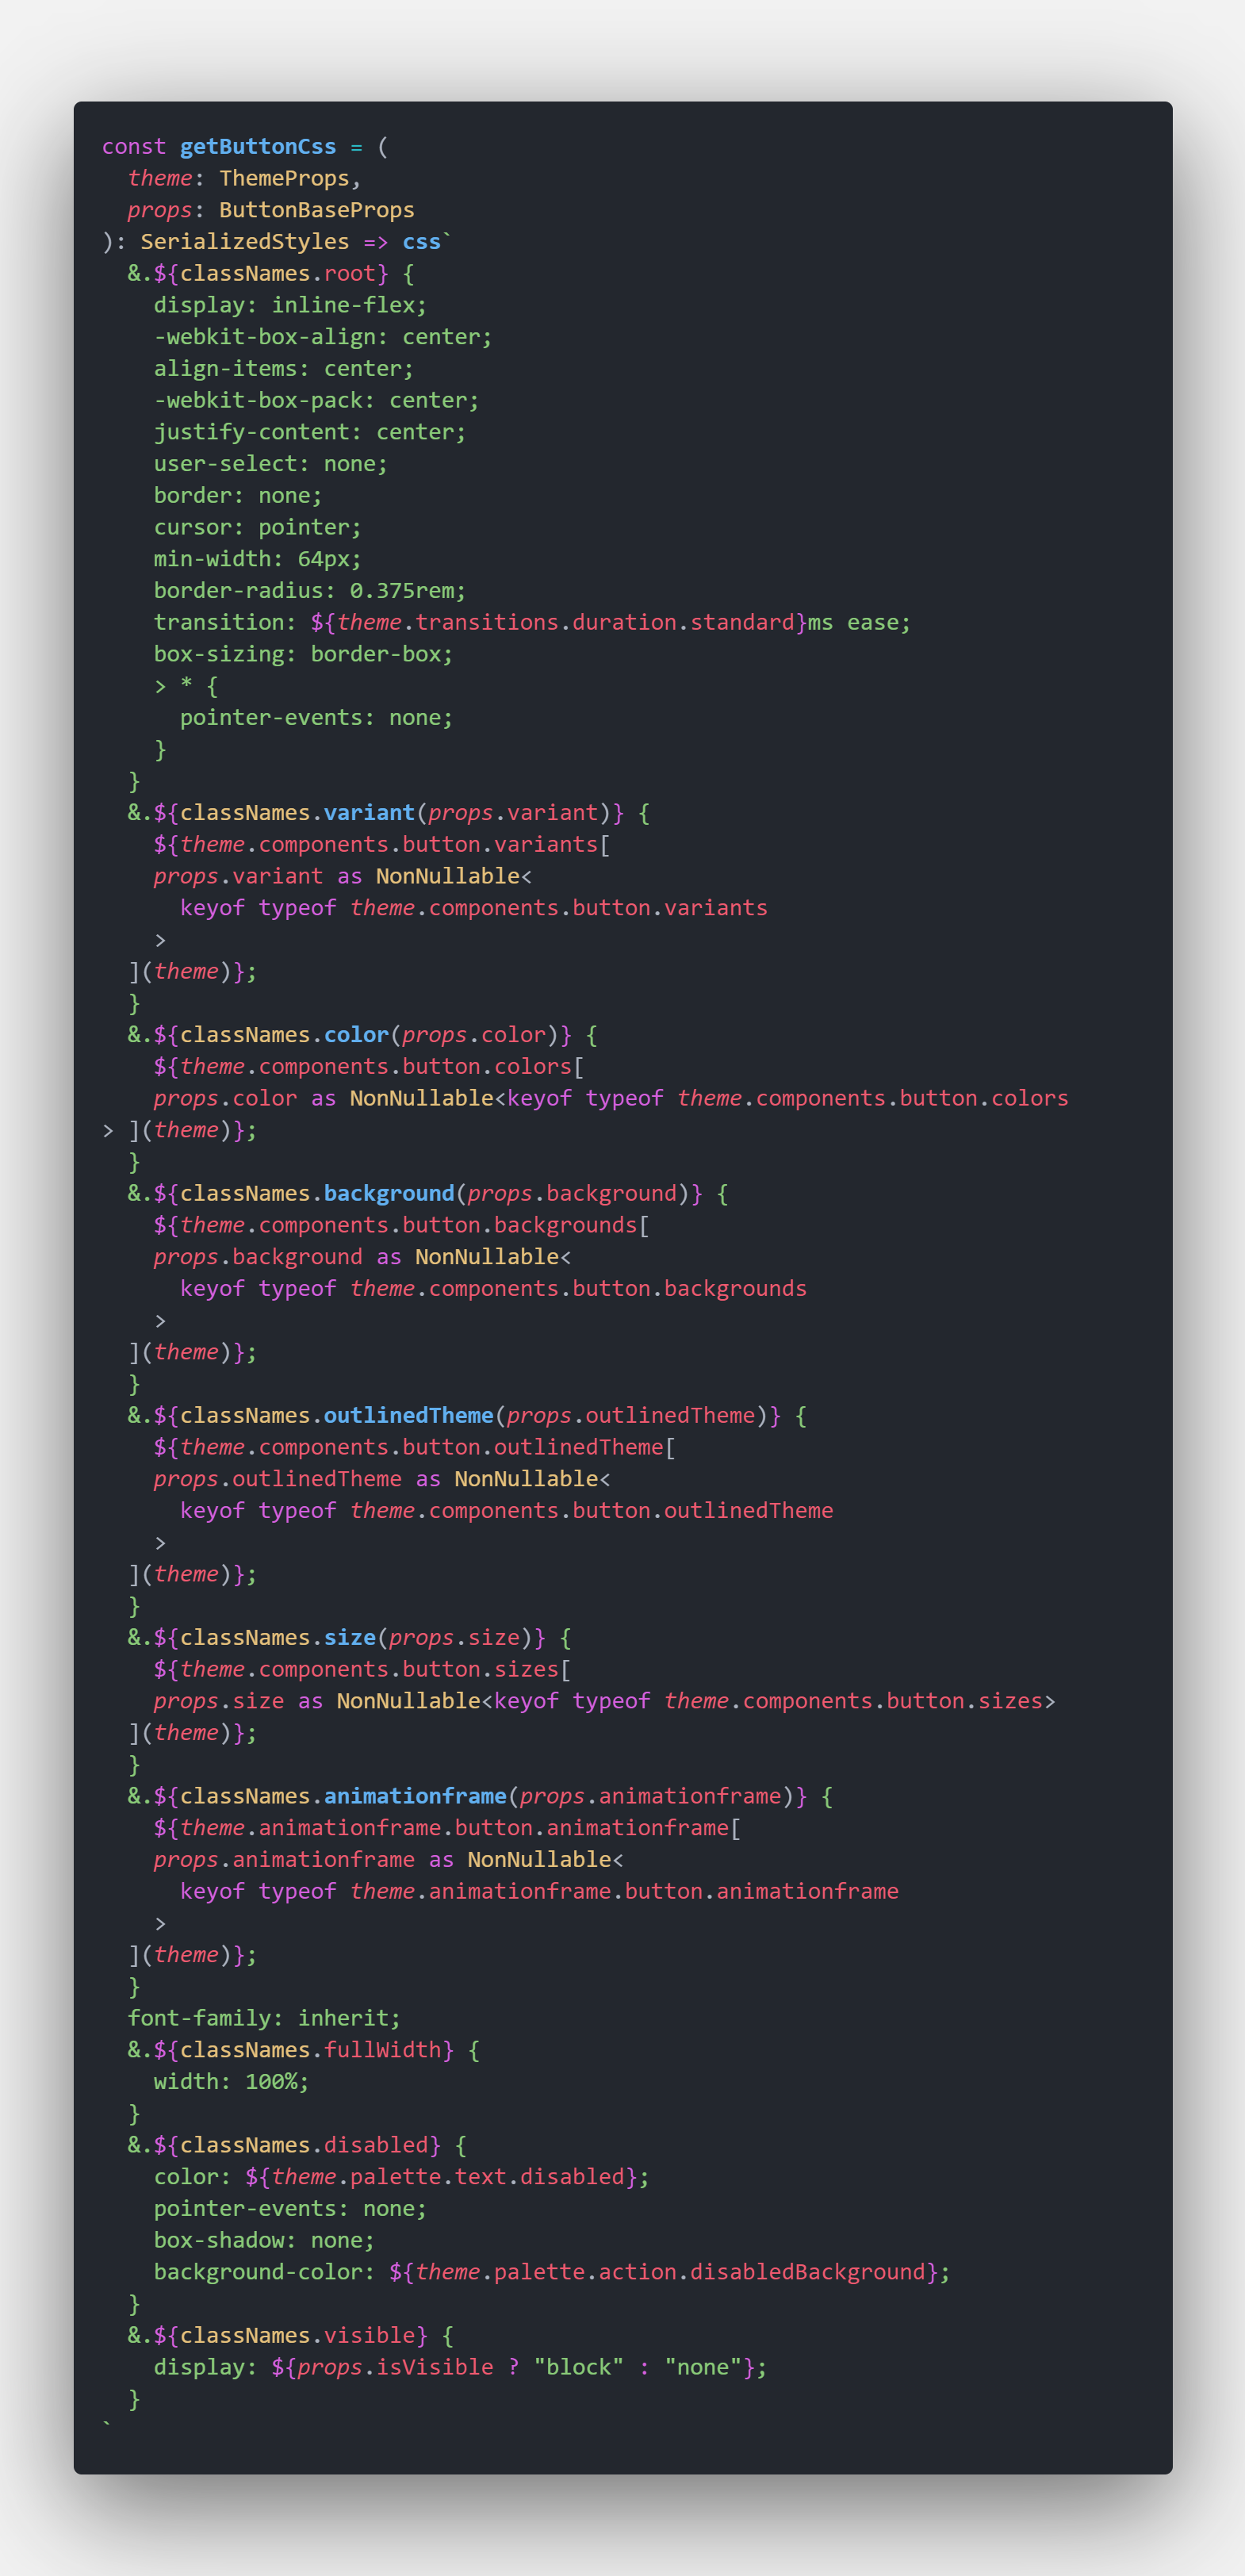 const getButtonCss = (
  theme: ThemeProps,
  props: ButtonBaseProps
): SerializedStyles => css`
  &.${classNames.root} {
    display: inline-flex;
    -webkit-box-align: center;
    align-items: center;
    -webkit-box-pack: center;
    justify-content: center;
    user-select: none;
    border: none;
    cursor: pointer;
    min-width: 64px;
    border-radius: 0.375rem;
    transition: ${theme.transitions.duration.standard}ms ease;
    box-sizing: border-box;
    > * {
      pointer-events: none;
    }
  }
  &.${classNames.variant(props.variant)} {
    ${theme.components.button.variants[
    props.variant as NonNullable<
      keyof typeof theme.components.button.variants
    >
  ](theme)};
  }
  &.${classNames.color(props.color)} {
    ${theme.components.button.colors[
    props.color as NonNullable<keyof typeof theme.components.button.colors
> ](theme)};
  }
  &.${classNames.background(props.background)} {
    ${theme.components.button.backgrounds[
    props.background as NonNullable<
      keyof typeof theme.components.button.backgrounds
    >
  ](theme)};
  }
  &.${classNames.outlinedTheme(props.outlinedTheme)} {
    ${theme.components.button.outlinedTheme[
    props.outlinedTheme as NonNullable<
      keyof typeof theme.components.button.outlinedTheme
    >
  ](theme)};
  }
  &.${classNames.size(props.size)} {
    ${theme.components.button.sizes[
    props.size as NonNullable<keyof typeof theme.components.button.sizes>
  ](theme)};
  }
  &.${classNames.animationframe(props.animationframe)} {
    ${theme.animationframe.button.animationframe[
    props.animationframe as NonNullable<
      keyof typeof theme.animationframe.button.animationframe
    >
  ](theme)};
  }
  font-family: inherit;
  &.${classNames.fullWidth} {
    width: 100%;
  }
  &.${classNames.disabled} {
    color: ${theme.palette.text.disabled};
    pointer-events: none;
    box-shadow: none;
    background-color: ${theme.palette.action.disabledBackground};
  }
  &.${classNames.visible} {
    display: ${props.isVisible ? "block" : "none"};
  }
`